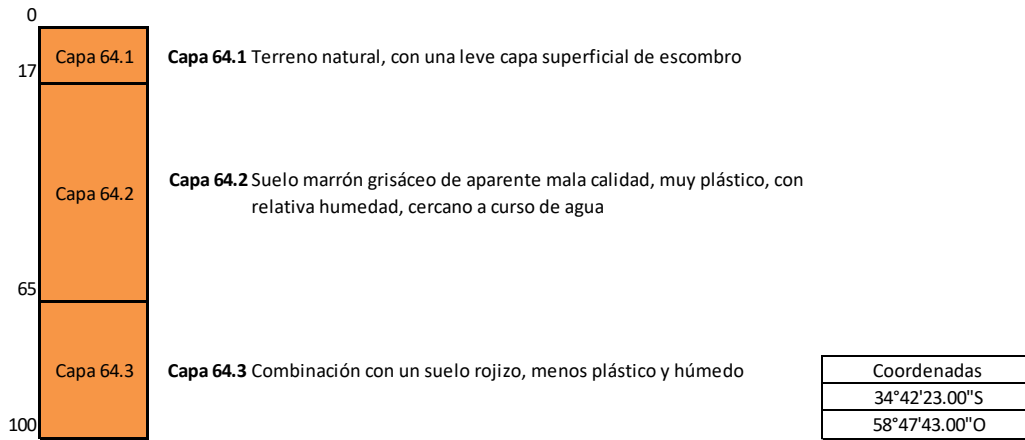 0
Capa 64.1
Capa 64.1 Terreno natural, con una leve capa superficial de escombro
17
Capa 64.2
Capa 64.2 Suelo marrón grisáceo de aparente mala calidad, muy plástico, con
relativa humedad, cercano a curso de agua
65
Capa 64.3
Capa 64.3 Combinación con un suelo rojizo, menos plástico y húmedo
100
Coordenadas
34°42'23.00"S
58°47'43.00"O